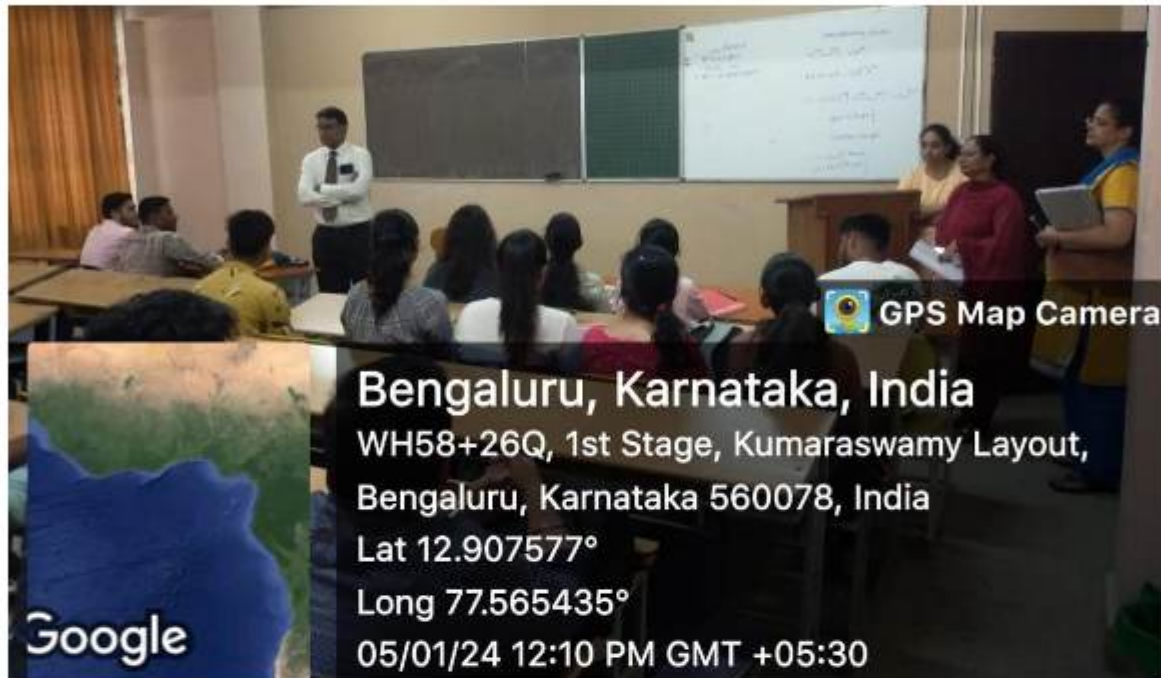 GPS Map Camera
Bengaluru, Karnataka, India
WH58+26Q, 1st Stage, Kumaraswamy Layout,
Bengaluru, Karnataka 560078, India
Lat 12.907577°
Long 77.565435°
05/01/24 12:10 PM GMT +05:30
Google